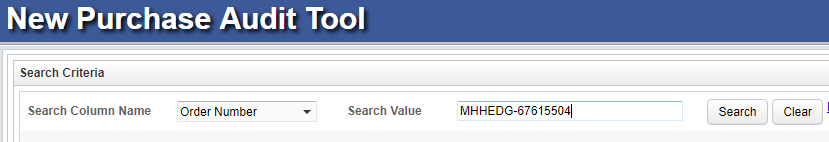 New Purchase Audit Tool
Search Criteria
Search Column Name Order Number Search Value MHHEDG-67615504 Search Clear